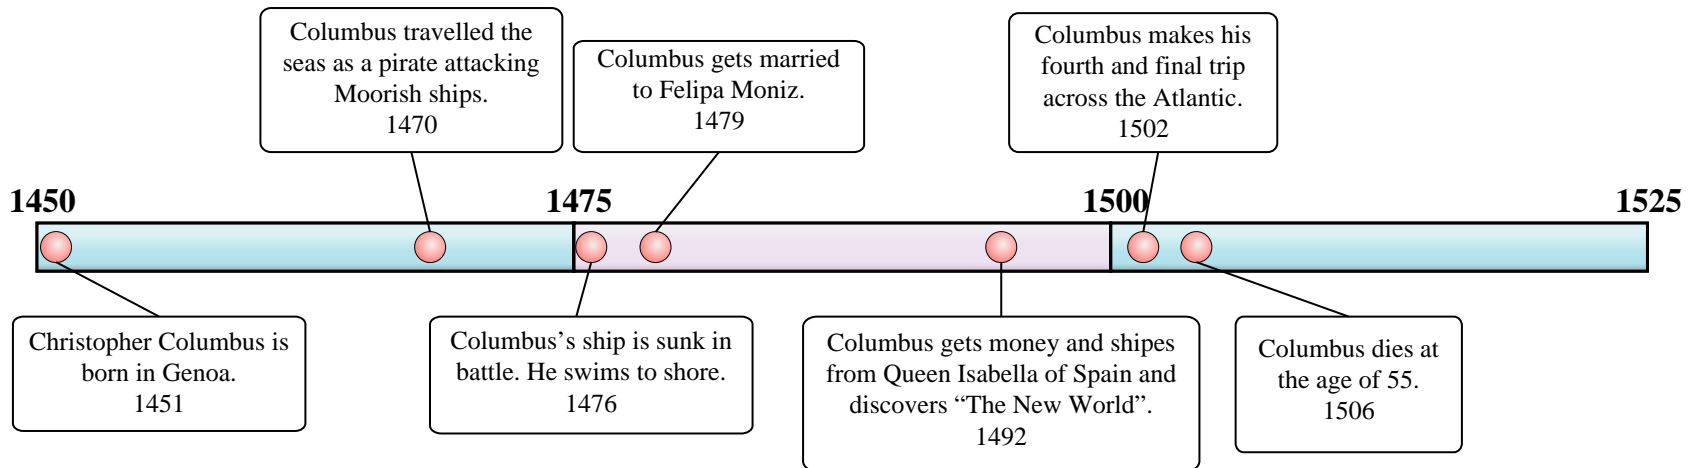 Columbus travelled the
seas as a pirate attacking
Moorish ships.
1470
Columbus gets married
to Felipa Moniz.
1479
Columbus makes his
fourth and final trip
across the Atlantic.
1502
1450
1475
1500
1525
Christopher Columbus is
born in Genoa.
1451
Columbus’s ship is sunk in
battle. He swims to shore.
1476
Columbus gets money and shipes
from Queen Isabella of Spain and
discovers “The New World”.
1492
Columbus dies at
the age of 55.
1506